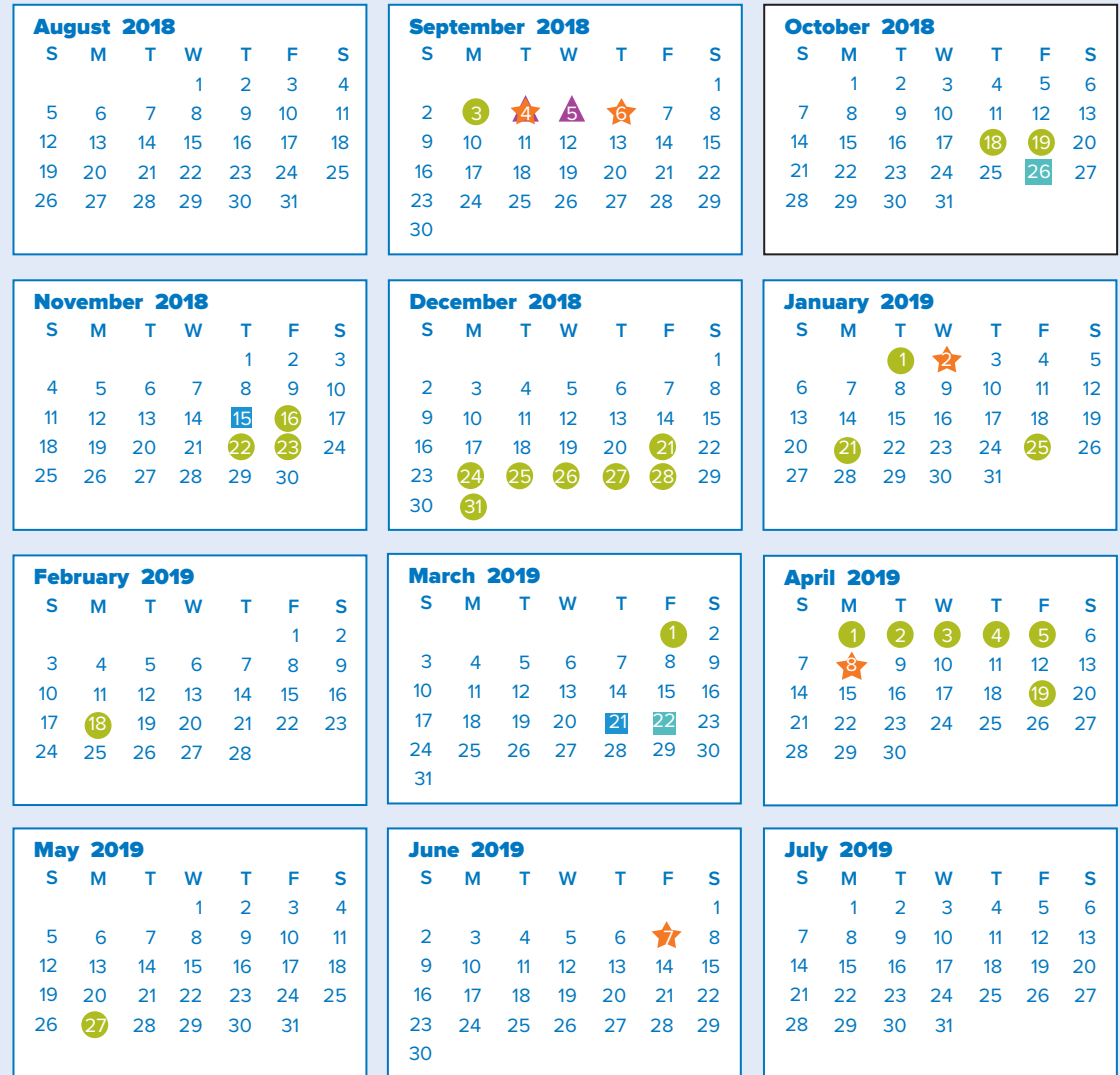 August 2018
S M T W T F S
1 2 3 4
5 6 7 8 9 10 11
12 13 14 15 16 17 18
19 20 21 22 23 24 25
26 27 28 29 30 31
September 2018
S M T W T F S
1
2 3 4 5 6 7 8
9 10 11 12 13 14 15
16 17 18 19 20 21 22
23 24 25 26 27 28 29
30
October 2018
S M T W T F S
1 2 3 4 5 6
7 8 9 10 11 12 13
14 15 16 17 18 19 20
21 22 23 24 25 26 27
28 29 30 31
November 2018
S M T W T F S
1 2 3
4 5 6 7 8 9 10
11 12 13 14 15 16 17
18 19 20 21 22 23 24
25 26 27 28 29 30
December 2018
S M T W T F S
1
2 3 4 5 6 7 8
9 10 11 12 13 14 15
16 17 18 19 20 21 22
23 24 25 26 27 28 29
30 31
January 2019
S M T W T F S
1 2 3 4 5
6 7 8 9 10 11 12
13 14 15 16 17 18 19
20 21 22 23 24 25 26
27 28 29 30 31
February 2019
S M T W T F S
1 2
3 4 5 6 7 8 9
10 11 12 13 14 15 16
17 18 19 20 21 22 23
24 25 26 27 28
March 2019
S M T W T F S
1 2
3 4 5 6 7 8 9
10 11 12 13 14 15 16
17 18 19 20 21 22 23
24 25 26 27 28 29 30
31
April 2019
S M T W T F S
1 2 3 4 5 6
7 8 9 10 11 12 13
14 15 16 17 18 19 20
21 22 23 24 25 26 27
28 29 30
May 2019
S M T W T F S
1 2 3 4
5 6 7 8 9 10 11
12 13 14 15 16 17 18
19 20 21 22 23 24 25
26 27 28 29 30 31
June 2019
S M T W T F S
1
2 3 4 5 6 7 8
9 10 11 12 13 14 15
16 17 18 19 20 21 22
23 24 25 26 27 28 29
30
July 2019
S M T W T F S
1 2 3 4 5 6
7 8 9 10 11 12 13
14 15 16 17 18 19 20
21 22 23 24 25 26 27
28 29 30 31